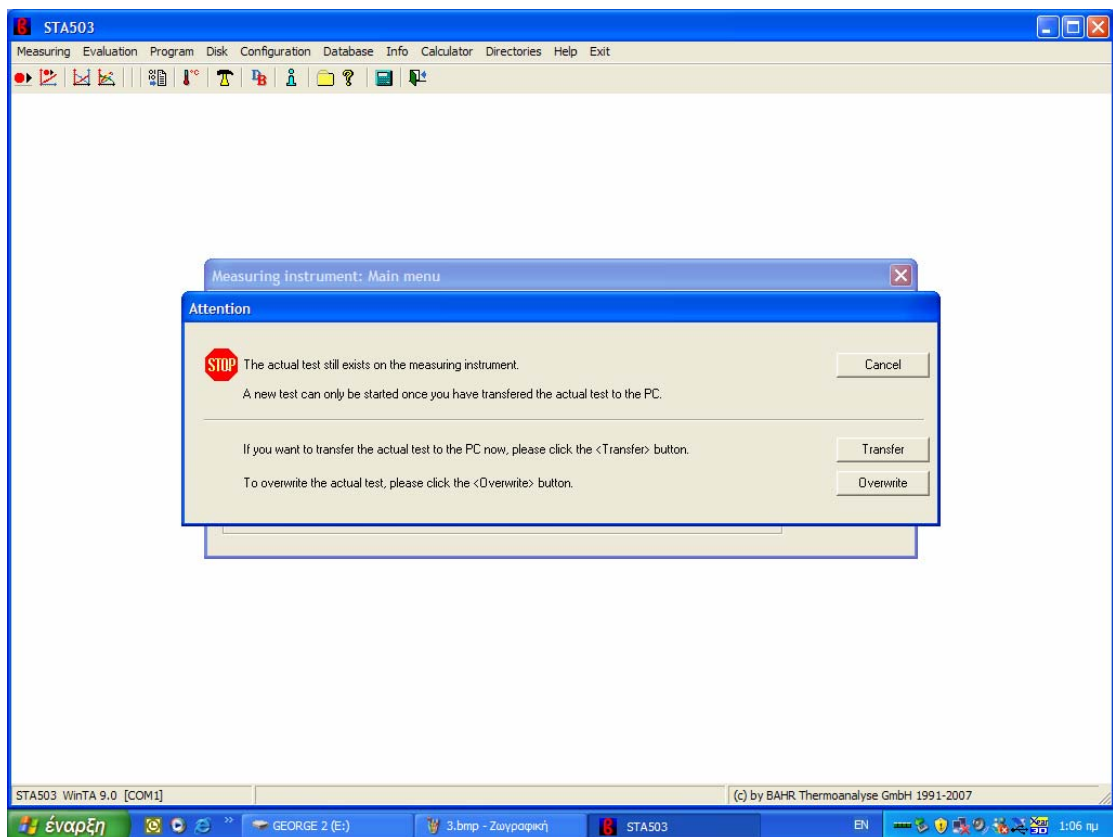 STA503
Measuring Evaluation Program Disk Configuration Database Info Calculator Directories Help Exit
Measuring instrument: Main menu
Attention
STOP
The actual test still exists on the measuring instrument.
Cancel
A new test can only be started once you have transfered the actual test to the PC.
If you want to transfer the actual test to the PC now, please click the <Transfer> button.
Transfer
To overwrite the actual test, please click the <Overwrite> button.
Overwrite
STA503 WinTA 9.0 [COM1]
(c) by BAHR Thermoanalyse GmbH 1991-2007
έναρξη
GEORGE 2 (E:)
3.bmp - Ζωγραφική
STA503
EN
1:06 πμ